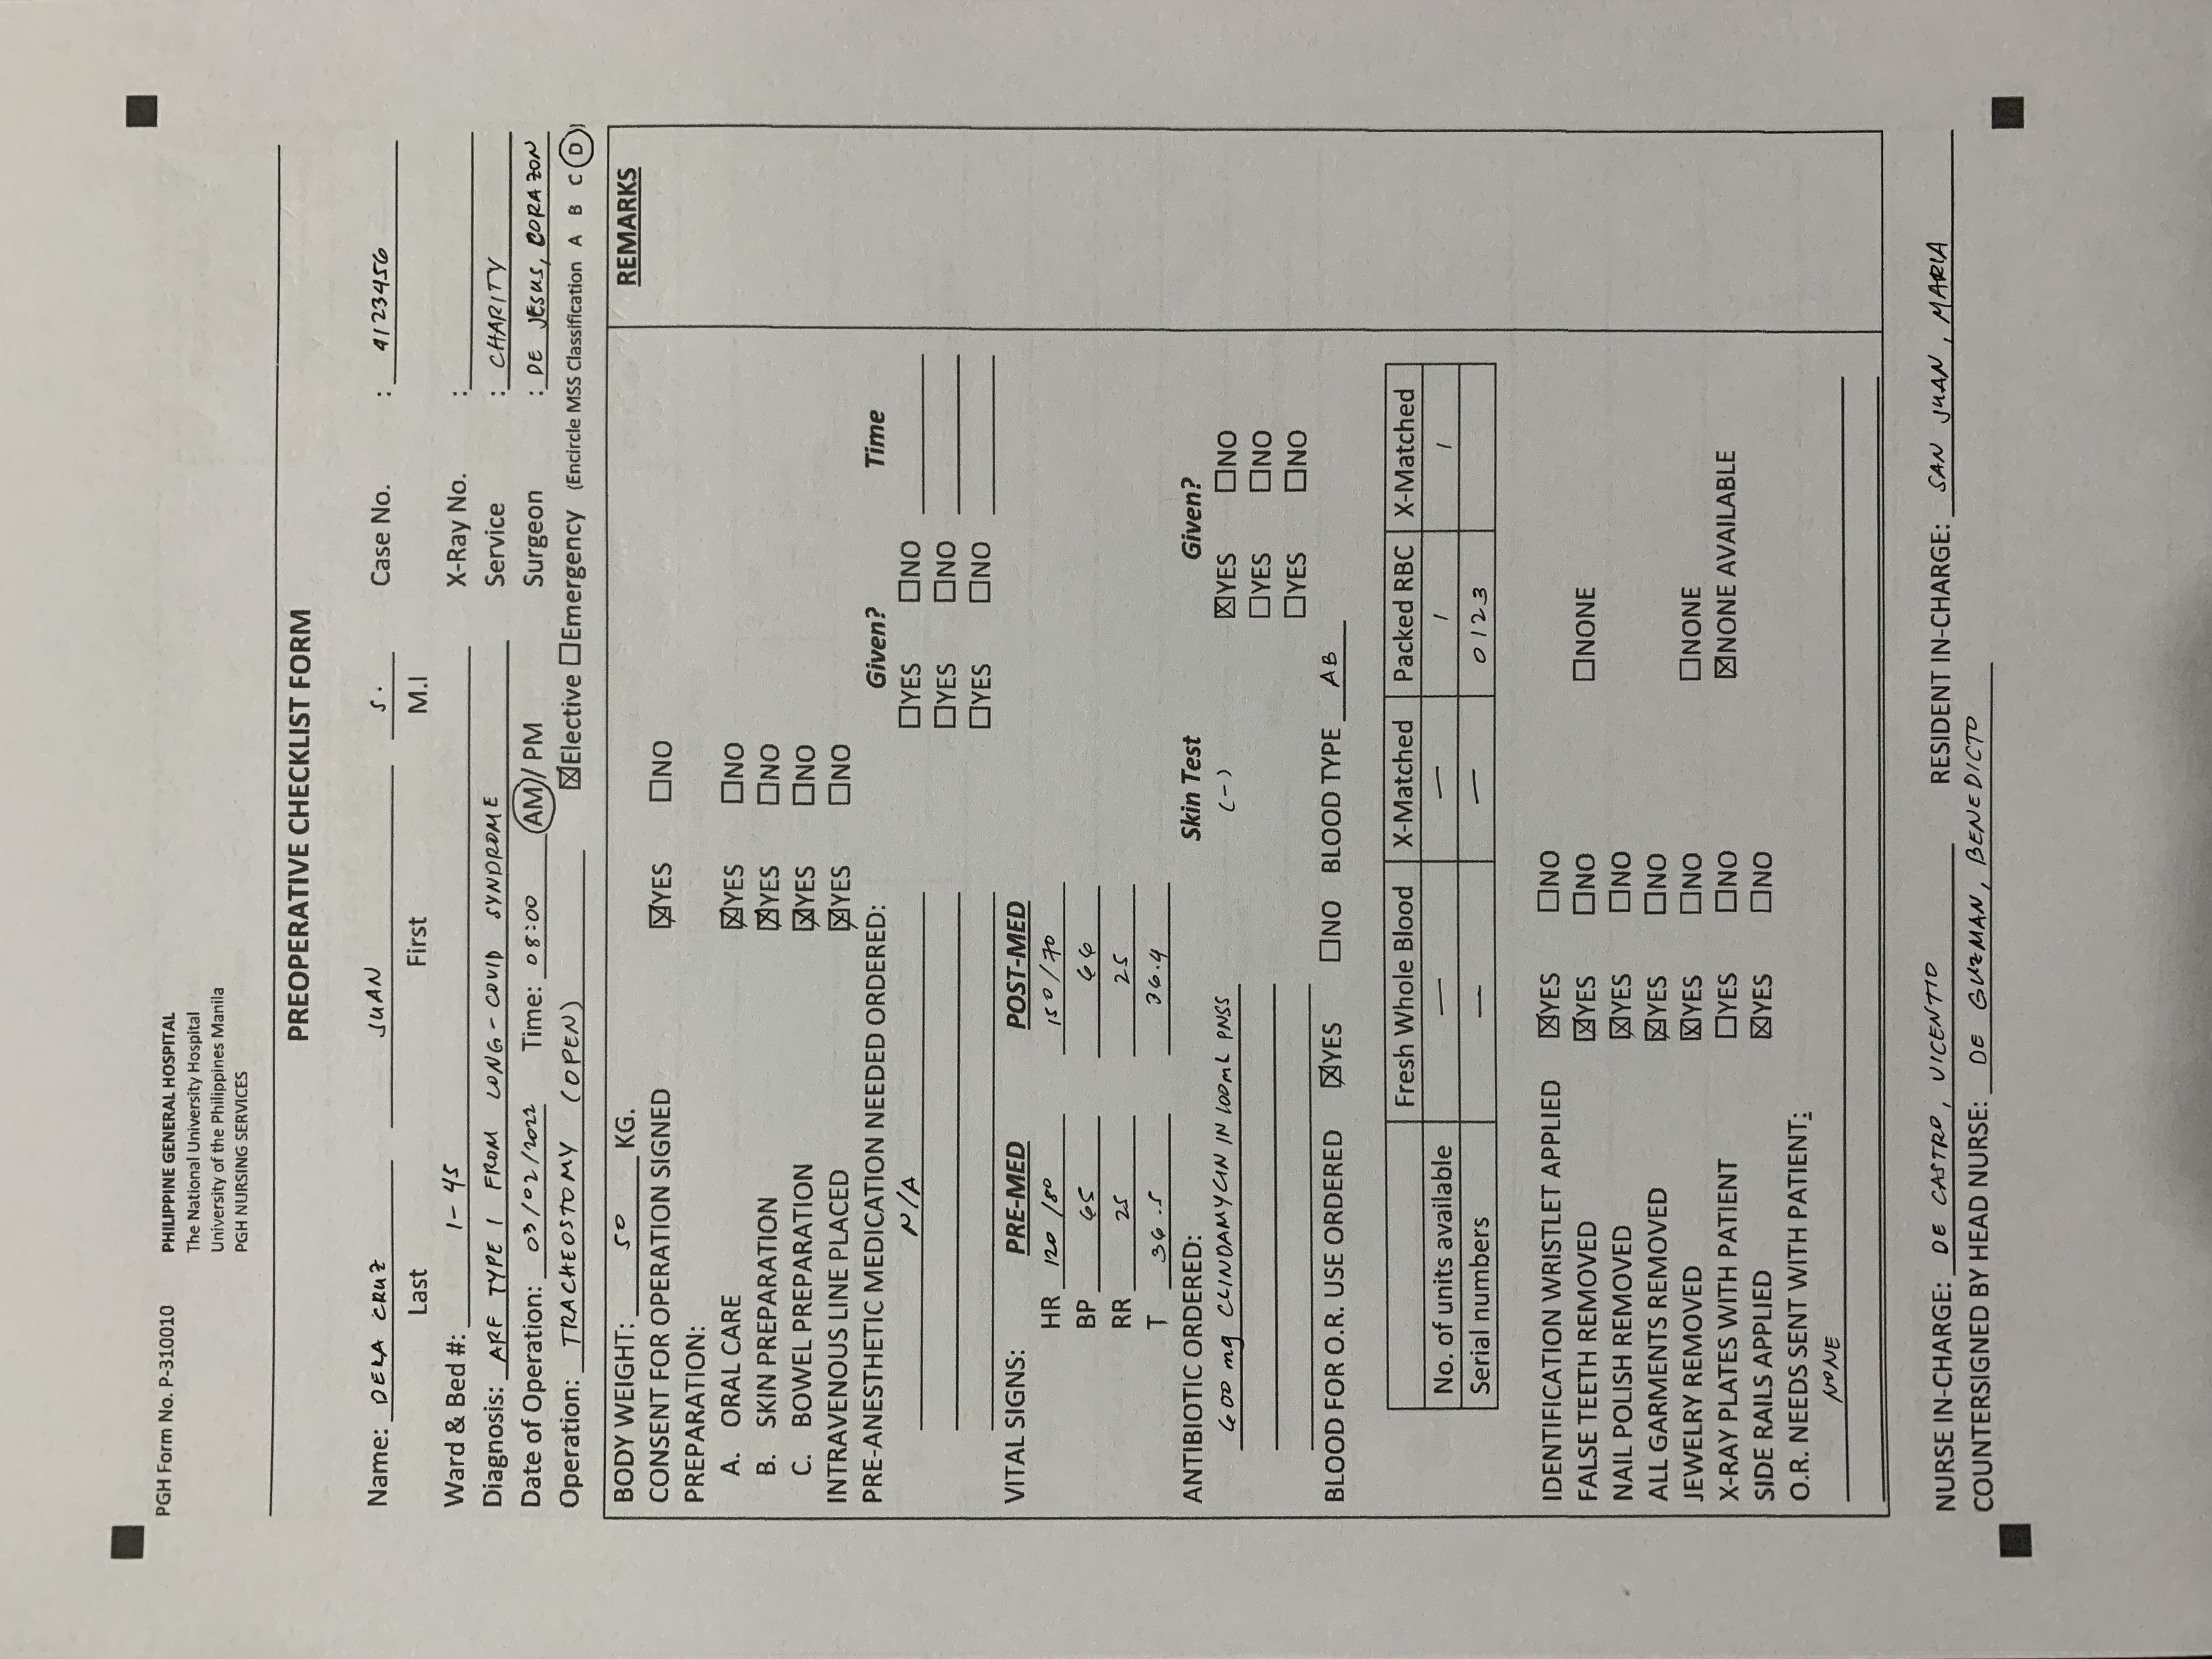 PGH Form No. P-310010 PHILIPPINE GENERAL HOSPITAL
The National University Hospital
University of the Philippines Manila
PGH NURSING SERVICES
PREOPERATIVE CHECKLIST FORM
Name: DELA CRUZ JUAN S. Case No. : 4123456
Last First M.I
Ward & Bed #: 1-45 X-Ray No. :
Diagnosis: ARF TYPE 1 FROM LONG-COVID SYNDROME Service : CHARITY
Date of Operation: 03/02/2022 Time: 08:00 AM / PM Surgeon : DE JESUS, CORAZON
Operation: TRACHEOSTOMY (OPEN) ☒Elective ☐Emergency (Encircle MSS Classification A B C D)
BODY WEIGHT: 50 KG. REMARKS
CONSENT FOR OPERATION SIGNED ☒YES ☐NO
PREPARATION:
A. ORAL CARE ☒YES ☐NO
B. SKIN PREPARATION ☒YES ☐NO
C. BOWEL PREPARATION ☒YES ☐NO
INTRAVENOUS LINE PLACED ☒YES ☐NO
PRE-ANESTHETIC MEDICATION NEEDED ORDERED: Given? Time
N/A ☐YES ☐NO
☐YES ☐NO
☐YES ☐NO
VITAL SIGNS: PRE-MED POST-MED
HR 120/80 150/70
BP 65 66
RR 25 25
T 36.5 36.4
ANTIBIOTIC ORDERED: Skin Test Given?
600 mg CLINDAMYCIN IN 100mL PNSS (-) ☒YES ☐NO
☐YES ☐NO
☐YES ☐NO
BLOOD FOR O.R. USE ORDERED ☒YES ☐NO BLOOD TYPE AB
Fresh Whole Blood X-Matched Packed RBC X-Matched
No. of units available — — 1 1
Serial numbers — — 0123
IDENTIFICATION WRISTLET APPLIED ☒YES ☐NO
FALSE TEETH REMOVED ☒YES ☐NO ☐NONE
NAIL POLISH REMOVED ☒YES ☐NO
ALL GARMENTS REMOVED ☒YES ☐NO
JEWELRY REMOVED ☒YES ☐NO ☐NONE
X-RAY PLATES WITH PATIENT ☐YES ☐NO ☒NONE AVAILABLE
SIDE RAILS APPLIED ☒YES ☐NO
O.R. NEEDS SENT WITH PATIENT:
NONE
NURSE IN-CHARGE: DE CASTRO, VICENTIO RESIDENT IN-CHARGE: SAN JUAN, MARIA
COUNTERSIGNED BY HEAD NURSE: DE GUZMAN, BENEDICTO